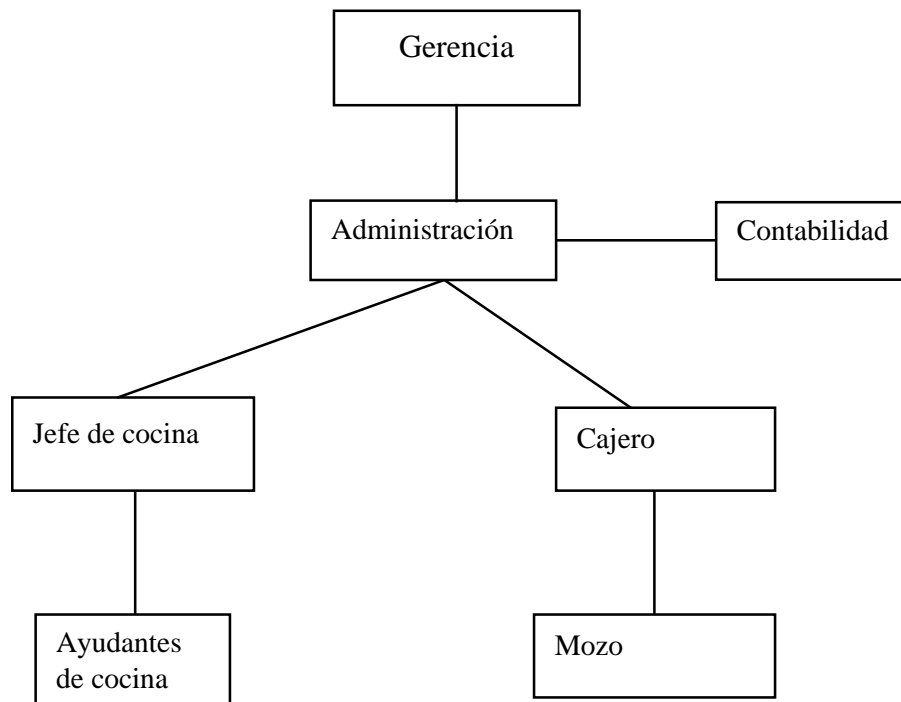 Gerencia
Administración
Contabilidad
Jefe de cocina
Cajero
Ayudantes
de cocina
Mozo